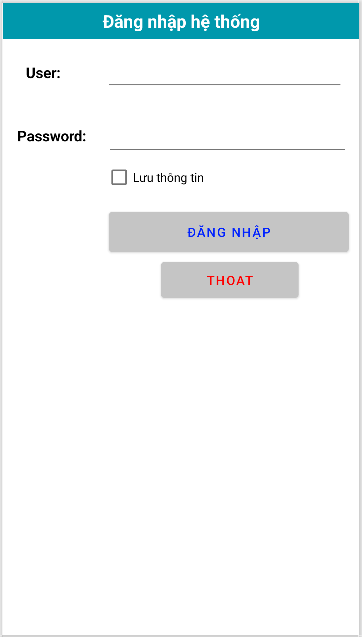 Đăng nhập hệ thống
User:
Password:
Lưu thông tin
ĐĂNG NHẬP
THOAT